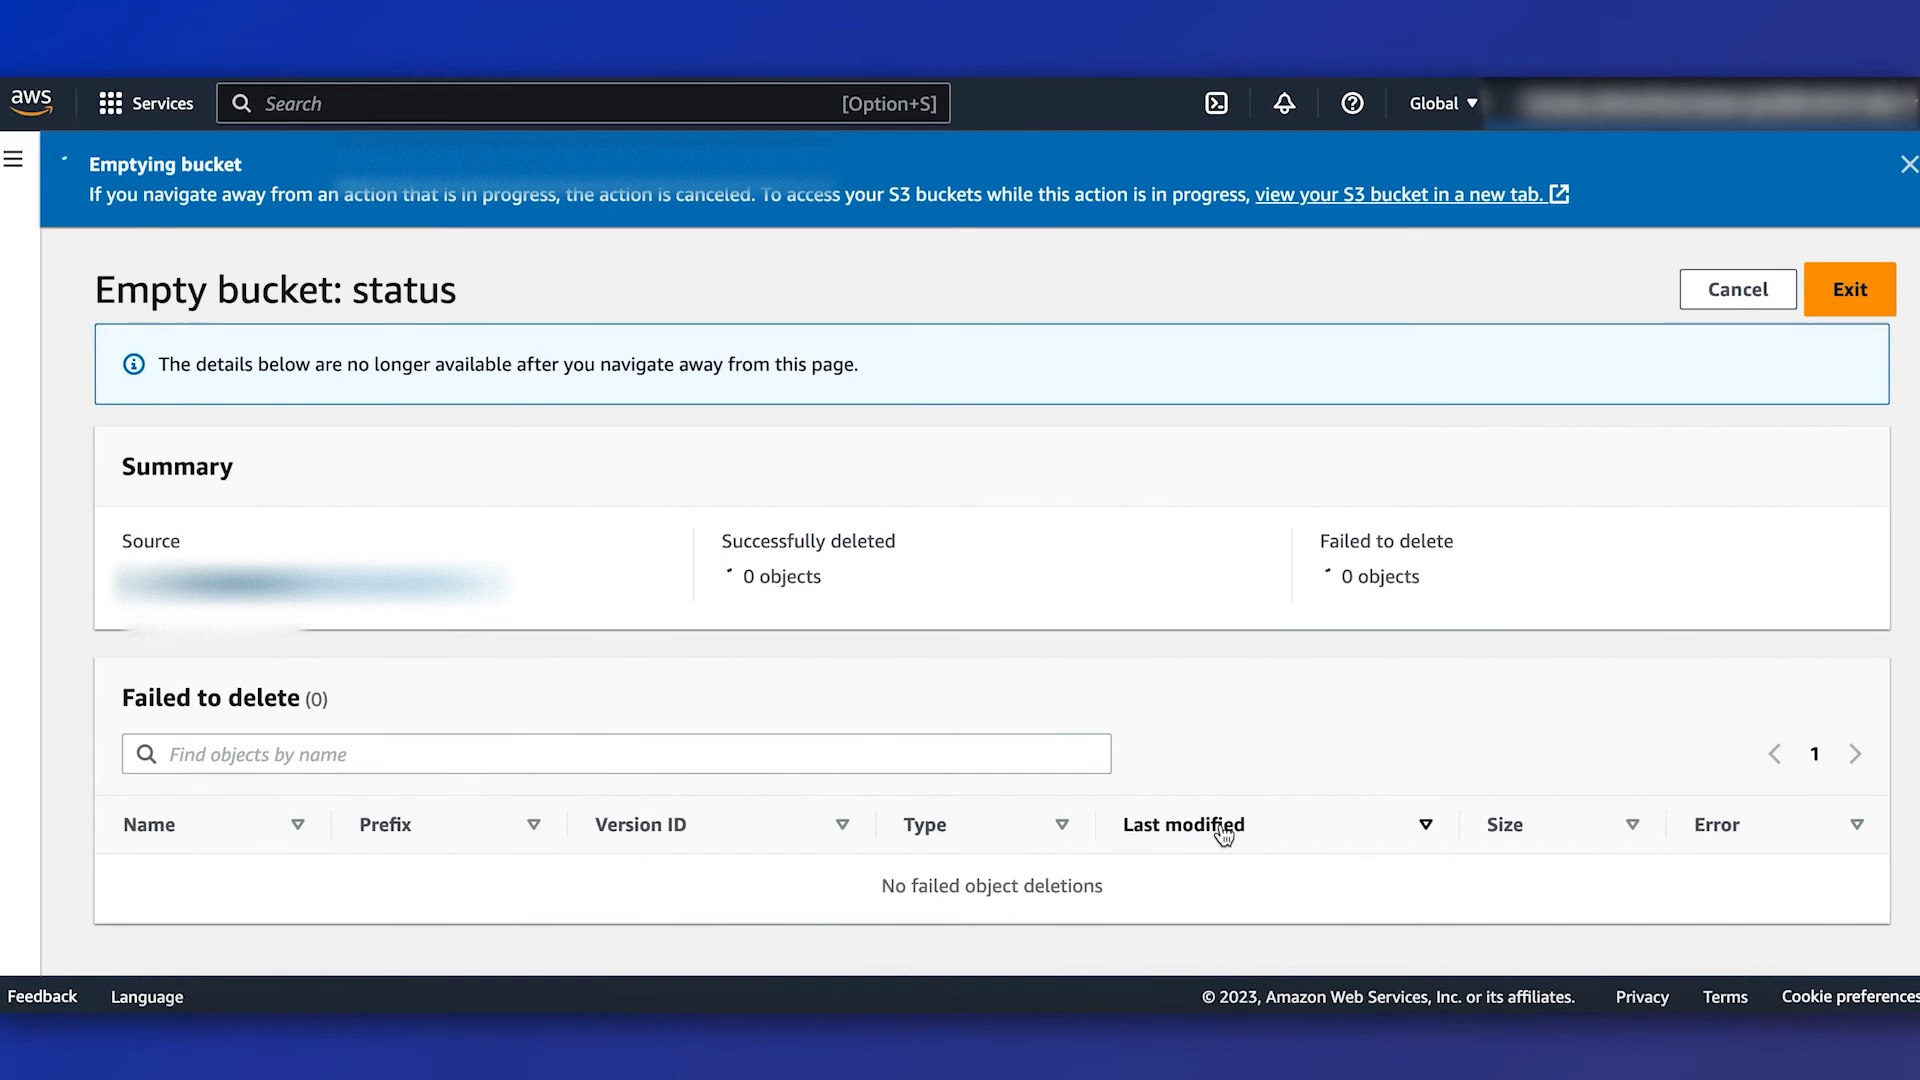 aws
Services
Search
[Option+S]
Global
Emptying bucket
If you navigate away from an action that is in progress, the action is canceled. To access your S3 buckets while this action is in progress, view your S3 bucket in a new tab.
Empty bucket: status
Cancel
Exit
The details below are no longer available after you navigate away from this page.
Summary
Source
Successfully deleted
Failed to delete
0 objects
0 objects
Failed to delete (0)
Find objects by name
1
Name
Prefix
Version ID
Type
Last modified
Size
Error
No failed object deletions
Feedback
Language
© 2023, Amazon Web Services, Inc. or its affiliates.
Privacy
Terms
Cookie preferences